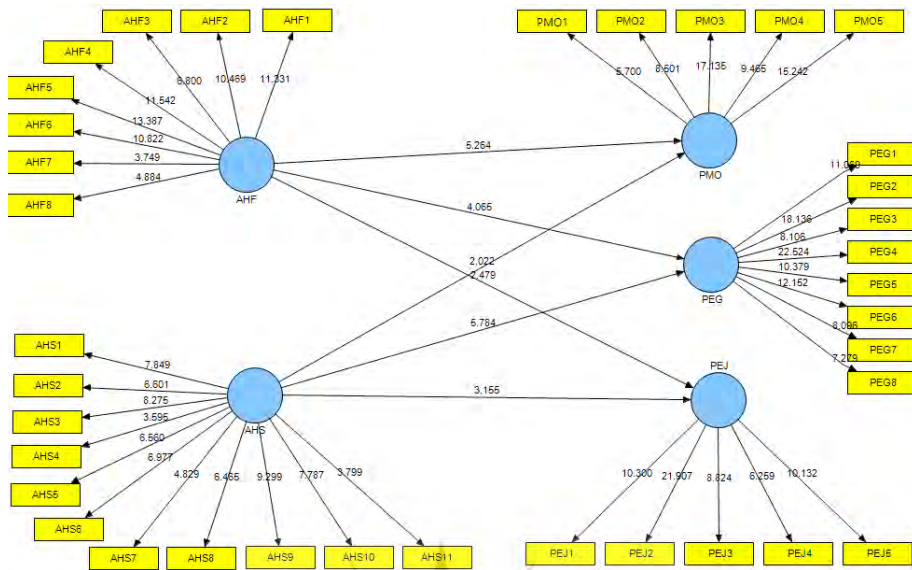 AHF3
AHF2
AHF1
AHF4
AHF5
AHF6
AHF7
AHF8
6.800
10.469
11.331
11.542
13.387
10.822
3.749
4.884
AHF
PMO1
PMO2
PMO3
PMO4
PMO5
5.700
6.601
17.135
9.465
15.242
PMO
5.264
4.065
2.022
2.479
5.784
3.155
PEG1
PEG2
PEG3
PEG4
PEG5
PEG6
PEG7
PEG8
11.060
18.136
8.106
22.524
10.379
12.152
8.096
7.279
PEG
AHS1
AHS2
AHS3
AHS4
AHS5
AHS6
AHS7
AHS8
AHS9
AHS10
AHS11
7.849
6.601
8.275
3.595
6.560
6.977
4.829
6.465
9.299
7.787
3.799
AHS
PEJ
10.300
21.907
8.824
6.259
10.132
PEJ1
PEJ2
PEJ3
PEJ4
PEJ5